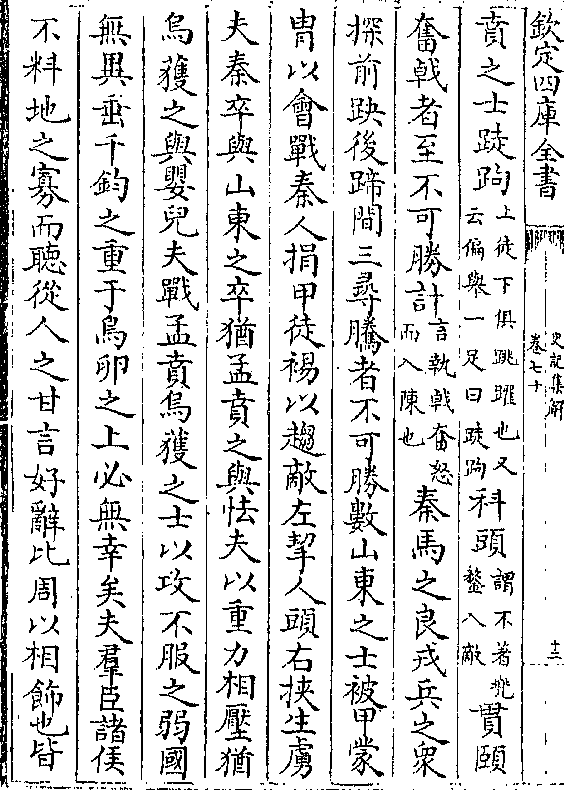 欽定四庫全書
史記集解
卷七十
十三
賁之士跿跔上徒下俱跳躍也又云偏舉一足曰跿跔科頭謂不著兠鍪入敵貫頤
奮戟者至不可勝計言執戟奮怒而入陳也秦馬之良戎兵之衆
探前趹後蹄間三尋騰者不可勝數山東之士被甲蒙
冑以會戰秦人捐甲徒裼以趨敵左挈人頭右挾生虜
夫秦卒與山東之卒猶孟賁之與怯夫以重力相壓猶
烏獲之與嬰兒夫戰孟賁烏獲之士以攻不服之弱國
無異垂千鈞之重于鳥卵之上必無幸矣夫羣臣諸侯
不料地之寡而聽從人之甘言好辭比周以相飾也皆